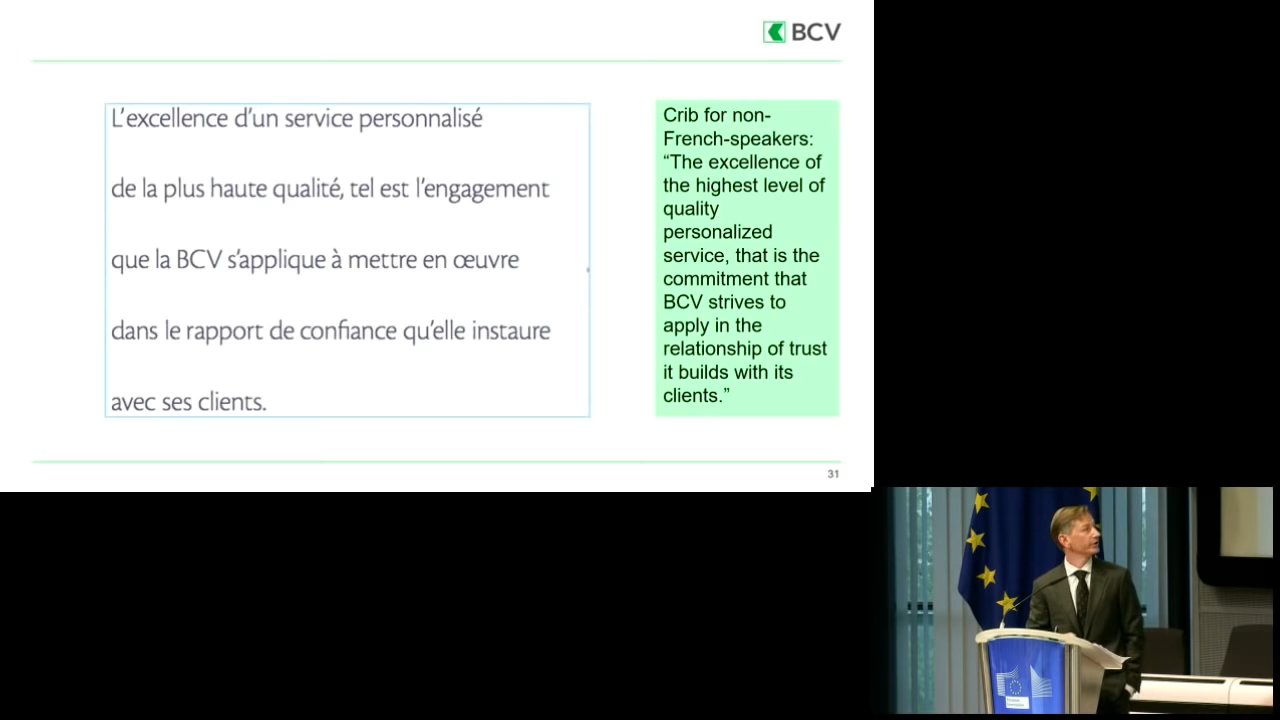 BCV
L'excellence d'un service personnalisé
de la plus haute qualité, tel est l'engagement
que la BCV s'applique à mettre en œuvre
dans le rapport de confiance qu'elle instaure
avec ses clients.
Crib for non-
French-speakers:
“The excellence of
the highest level of
quality
personalized
service, that is the
commitment that
BCV strives to
apply in the
relationship of trust
it builds with its
clients.”
31